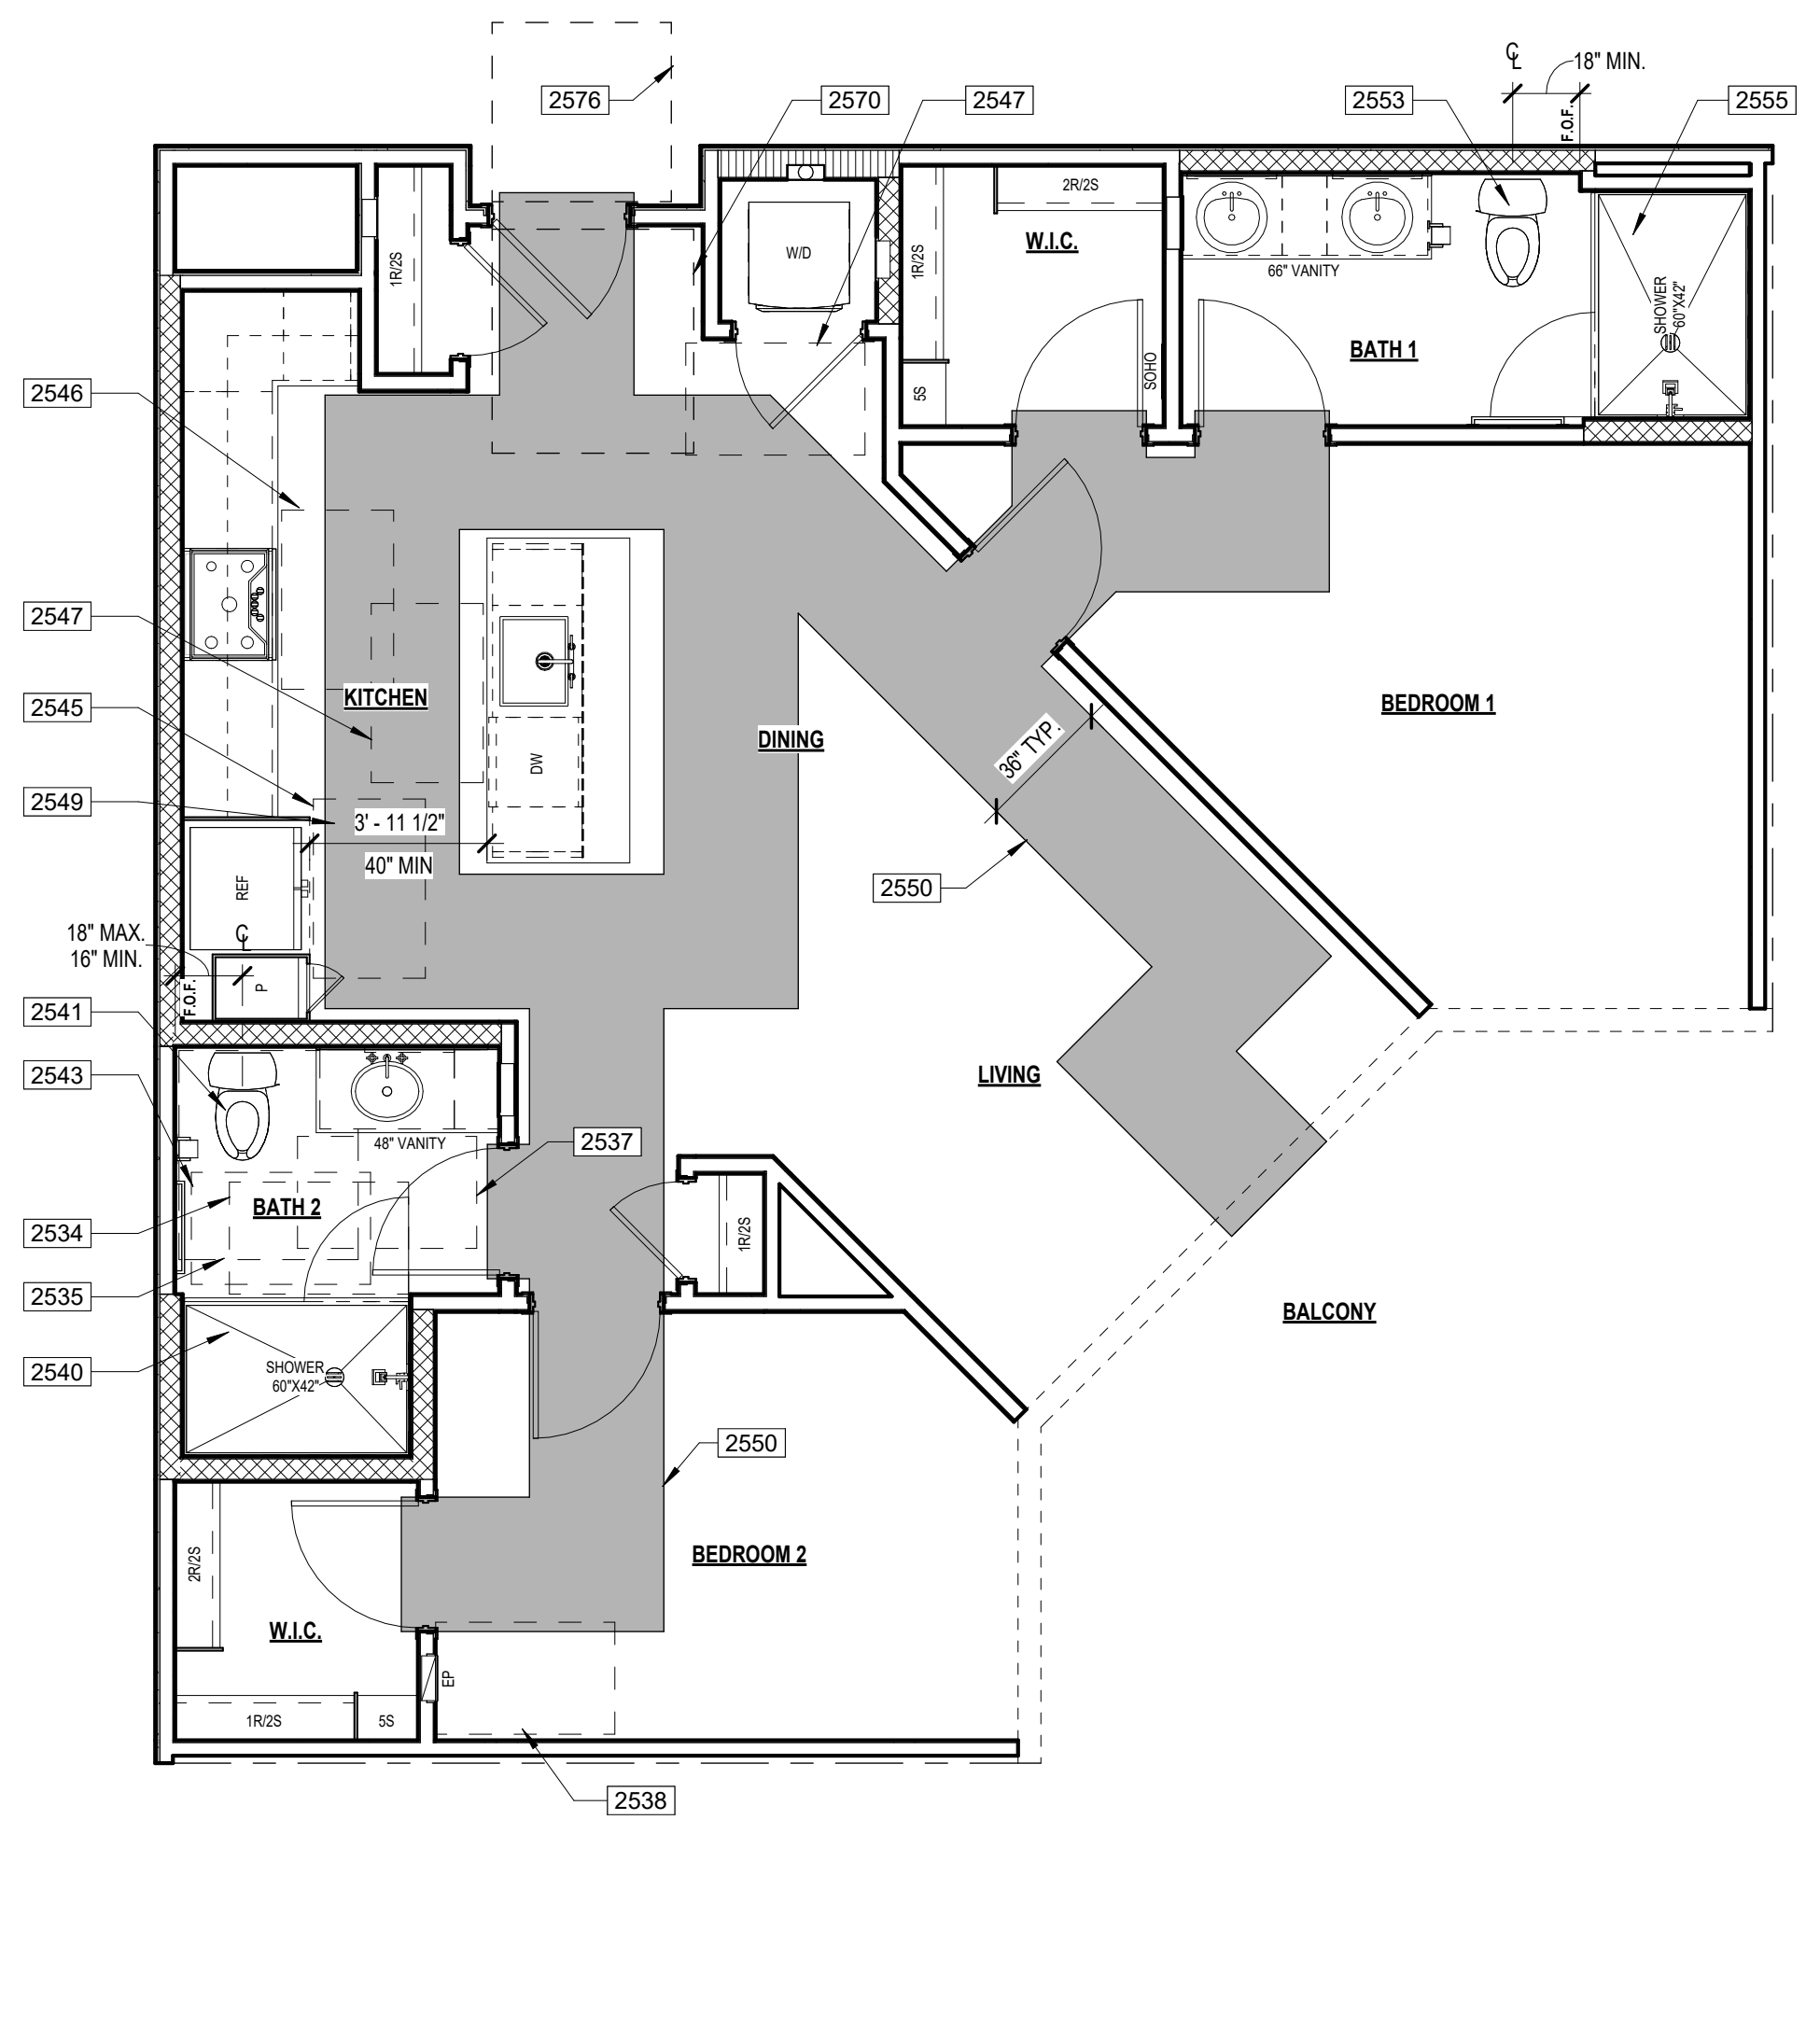 C
L
18" MIN.
2576
2570
2547
2553
2555
F.O.F.
2R/2S
W/D
1R/2S
W.I.C.
1R/2S
66" VANITY
SHOWER
60"X42"
BATH 1
SOHO
5S
2546
2547
KITCHEN
BEDROOM 1
2545
DINING
36" TYP.
DW
2549
3' - 11 1/2"
40" MIN
2550
REF
C
L
18" MAX.
16" MIN.
P
F.O.F.
2541
2543
LIVING
48" VANITY
2537
BATH 2
2534
1R/2S
2535
BALCONY
2540
SHOWER
60"X42"
2550
2R/2S
BEDROOM 2
W.I.C.
EP
1R/2S
5S
2538